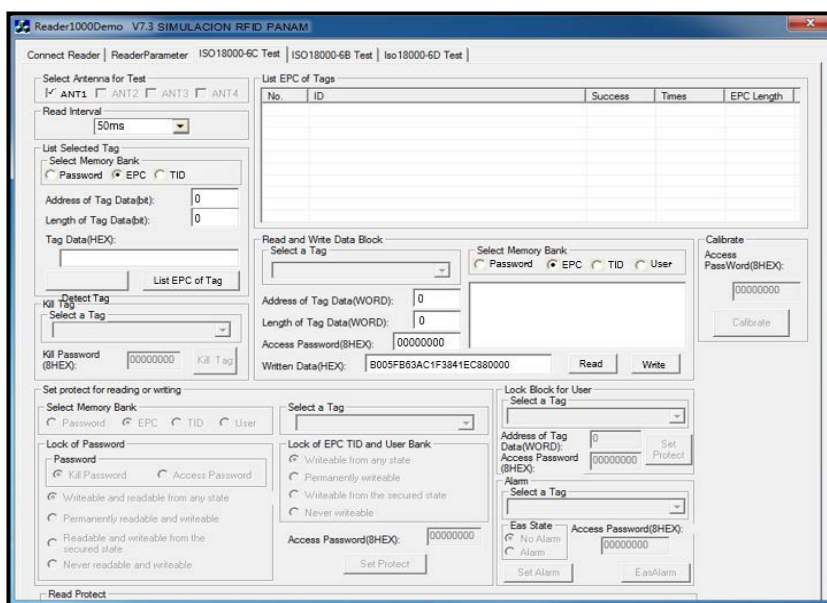 Reader1000Demo V7.3 SIMULACION RFID PANAM
Connect Reader ReaderParameter ISO18000-6C Test ISO18000-6B Test Iso18000-6D Test
Select Antenna for Test
ANT1 ANT2 ANT3 ANT4
Read Interval
50ms
List Selected Tag
Select Memory Bank
Password EPC TID
Address of Tag Data(bit): 0
Length of Tag Data(bit): 0
Tag Data(HEX):
List EPC of Tag
Detect Tag
Kill Tag
Select a Tag
Kill Password
(8HEX): 00000000 Kill Tag
List EPC of Tags
No. ID Success Times EPC Length
Read and Write Data Block
Select a Tag
Select Memory Bank
Password EPC TID User
Address of Tag Data(WORD): 0
Length of Tag Data(WORD): 0
Access Password(8HEX): 00000000
Written Data(HEX): B005FB63AC1F3841EC880000 Read Write
Calibrate
Access
PassWord(8HEX):
00000000
Calibrate
Set protect for reading or writing
Select Memory Bank
Password EPC TID User
Lock of Password
Password
Kill Password Access Password
Writeable and readable from any state
Permanently readable and writeable
Readable and writeable from the
secured state
Never readable and writeable
Select a Tag
Lock of EPC TID and User Bank
Writeable from any state
Permanently writeable
Writeable from the secured state
Never writeable
Access Password(8HEX): 00000000
Set Protect
Lock Block for User
Select a Tag
Address of Tag
Data(WORD): 0
Access Password
(8HEX): 00000000
Set
Protect
Alarm
Select a Tag
Eas State
No Alarm
Alarm
Access Password(8HEX):
00000000
Set Alarm EasAlarm
Read Protect